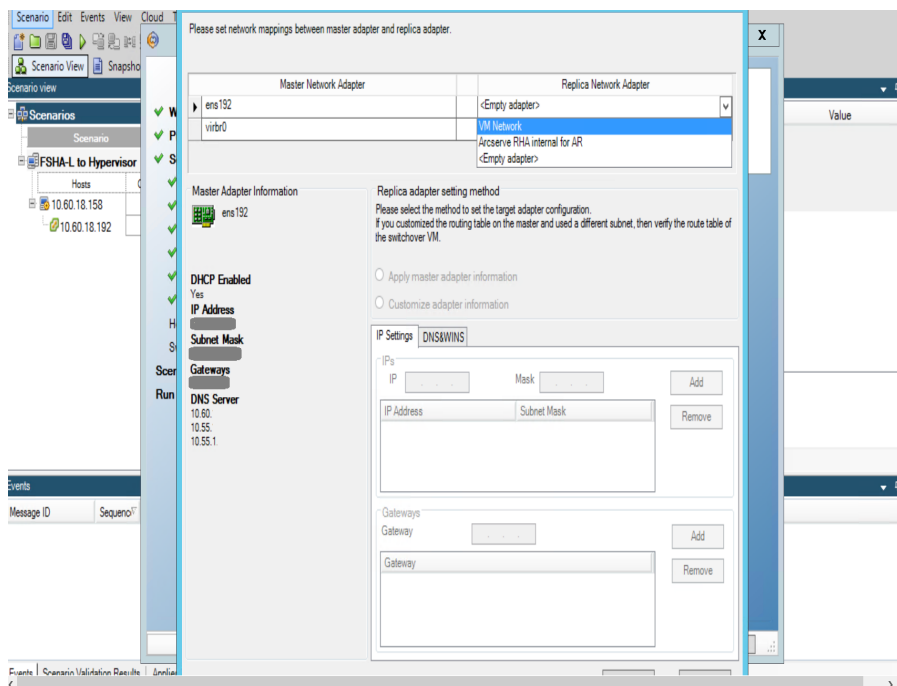 Scenario Edit Events View Cloud
Scenario View Snapsho
Scenario view
Scenarios
Scenario
FSHA-L to Hypervisor
Hosts
10.60.18.158
10.60.18.192
Scer
Run
Please set network mappings between master adapter and replica adapter.
Master Network Adapter Replica Network Adapter
ens192 <Empty adapter>
virbr0
VM Network
Arcserve RHA internal for AR
<Empty adapter>
Master Adapter Information
ens192
DHCP Enabled
Yes
IP Address
Subnet Mask
Gateways
DNS Server
10.60.
10.55.
10.55.1
Replica adapter setting method
Please select the method to set the target adapter configuration.
If you customized the routing table on the master and used a different subnet, then verify the route table of
the switchover VM.
Apply master adapter information
Customize adapter information
IP Settings DNS&WINS
IPs
IP Mask Add
IP Address Subnet Mask Remove
Gateways
Gateway Add
Gateway Remove
X
Value
Events
Message ID Sequeno
Events Scenario Validation Results Applie